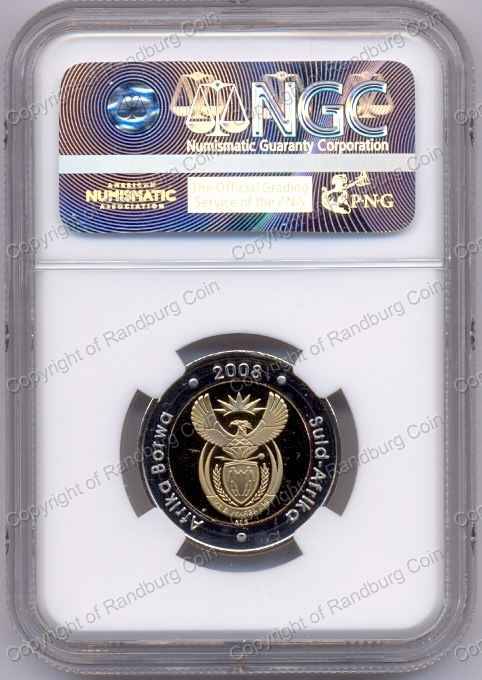 NGC
Numismatic Guaranty Corporation
AMERICAN
NUMISMATIC
ASSOCIATION
The Official Grading
Service of the PNG
PNG
2008
Afrika Borwa
Suid-Afrika
ALS
Copyright of Randburg Coin